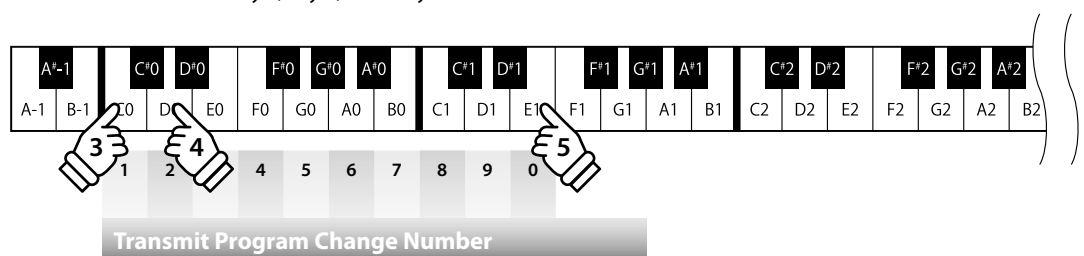 A#-1 C#0 D#0 F#0 G#0 A#0 C#1 D#1 F#1 G#1 A#1 C#2 D#2 F#2 G#2 A#2
A-1 B-1 C0 E0 F0 G0 A0 B0 C1 D1 E1 F1 G1 A1 B1 C2 D2 E2 F2 G2 A2 B2
3 4 5
1 2 4 5 6 7 8 9 0
Transmit Program Change Number